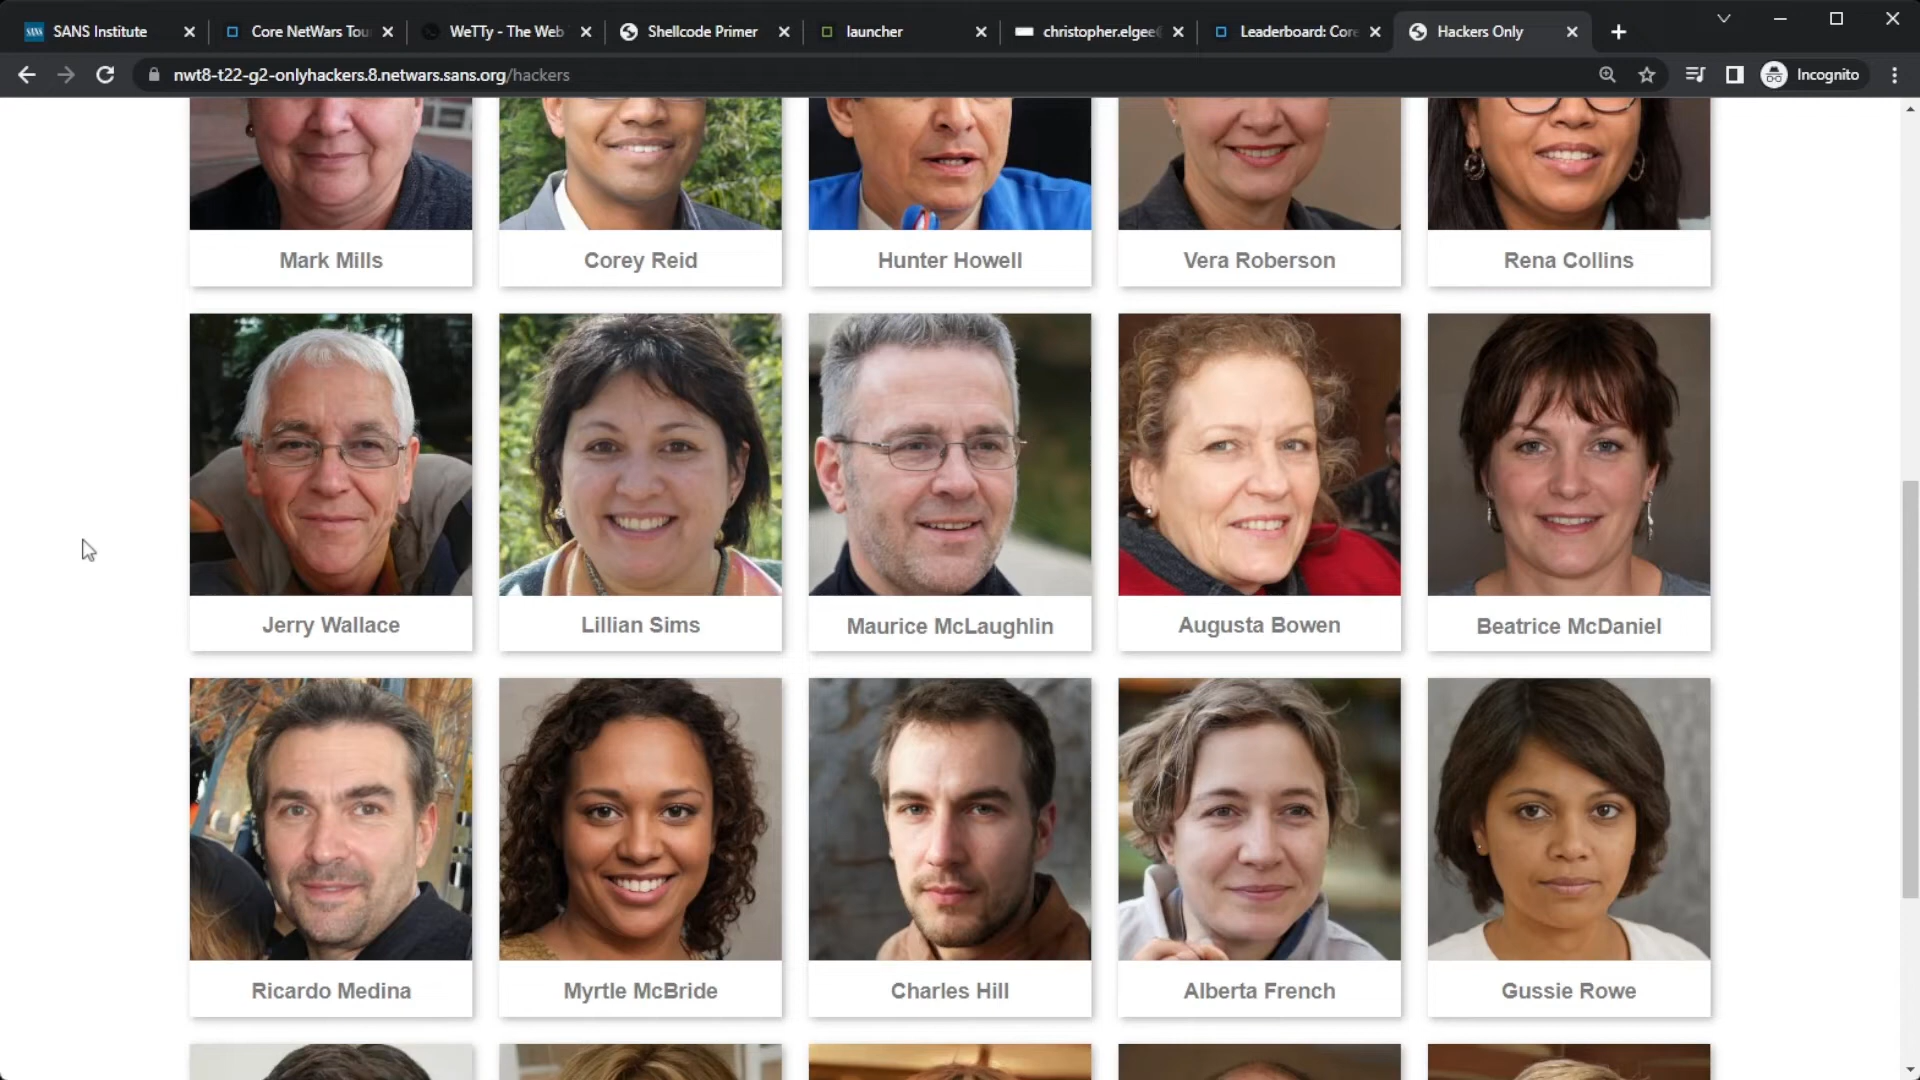 SANS Institute
Core NetWars Tou
WeTTy - The Web
Shellcode Primer
launcher
christopher.elgee
Leaderboard: Core
Hackers Only
nwt8-t22-g2-onlyhackers.8.netwars.sans.org/hackers
Incognito
Mark Mills
Corey Reid
Hunter Howell
Vera Roberson
Rena Collins
Jerry Wallace
Lillian Sims
Maurice McLaughlin
Augusta Bowen
Beatrice McDaniel
Ricardo Medina
Myrtle McBride
Charles Hill
Alberta French
Gussie Rowe